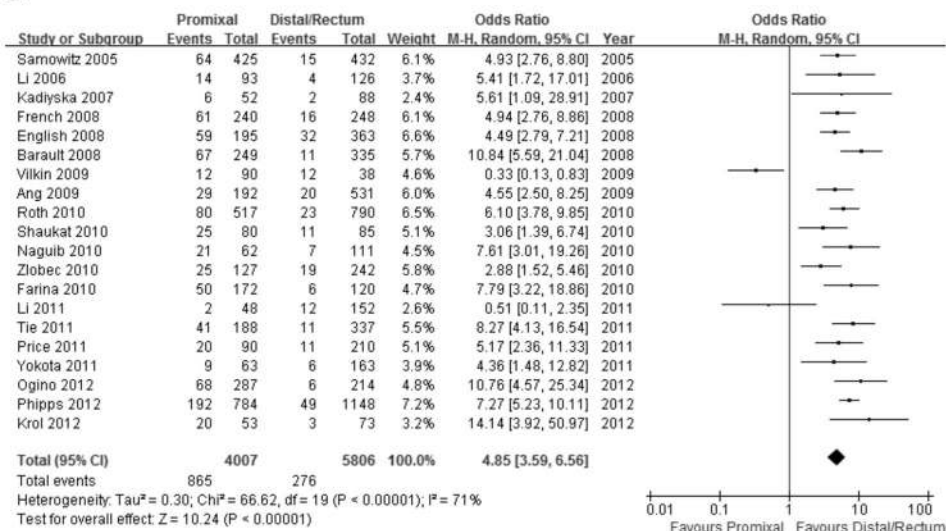 Promixal Distal/Rectum Odds Ratio Odds Ratio
Study or Subgroup Events Total Events Total Weight M-H, Random, 95% CI Year M-H, Random, 95% CI
Samowitz 2005 64 425 15 432 6.1% 4.93 [2.76, 8.80] 2005
Li 2006 14 93 4 126 3.7% 5.41 [1.72, 17.01] 2006
Kadiyska 2007 6 52 2 88 2.4% 5.61 [1.09, 28.91] 2007
French 2008 61 240 16 248 6.1% 4.94 [2.76, 8.86] 2008
English 2008 59 195 32 363 6.6% 4.49 [2.79, 7.21] 2008
Barault 2008 67 249 11 335 5.7% 10.84 [5.59, 21.04] 2008
Vilkin 2009 12 90 12 38 4.5% 0.33 [0.13, 0.83] 2009
Ang 2009 29 192 20 531 6.0% 4.55 [2.50, 8.25] 2009
Roth 2010 80 517 23 790 6.6% 6.10 [3.78, 9.85] 2010
Shaukat 2010 25 80 11 85 5.1% 3.06 [1.39, 6.74] 2010
Naguib 2010 21 62 7 111 4.5% 7.61 [3.01, 19.26] 2010
Zlobec 2010 25 127 19 242 5.8% 2.88 [1.52, 5.46] 2010
Farina 2010 50 172 6 120 4.7% 7.79 [3.22, 18.86] 2010
Li 2011 2 48 12 152 2.6% 0.51 [0.11, 2.35] 2011
Tie 2011 41 188 11 337 5.5% 8.27 [4.13, 16.54] 2011
Price 2011 20 90 11 210 5.1% 5.17 [2.36, 11.33] 2011
Yokota 2011 9 63 6 163 3.9% 4.36 [1.48, 12.82] 2011
Ogino 2012 68 287 6 214 4.8% 10.76 [4.57, 25.34] 2012
Phipps 2012 192 784 49 1148 7.2% 7.27 [5.23, 10.11] 2012
Krol 2012 20 53 3 73 3.2% 14.14 [3.92, 50.97] 2012
Total (95% CI) 4007 5806 100.0% 4.85 [3.59, 6.56]
Total events 865 276
Heterogeneity: Tau² = 0.30; Chi² = 66.62, df = 19 (P < 0.00001); I² = 71%
Test for overall effect: Z = 10.24 (P < 0.00001)
0.01 0.1 1 10 100
Favours Promixal Favours Distal/Rectum